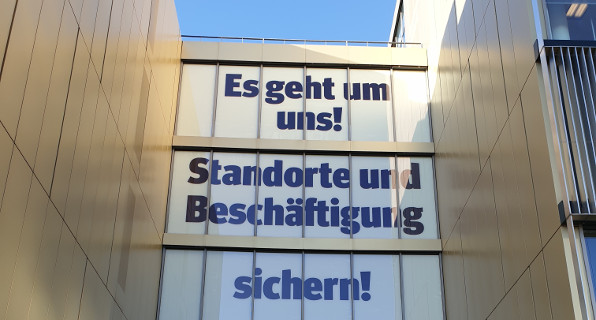 Es geht um
uns!
Standorte und
Beschäftigung
sichern!